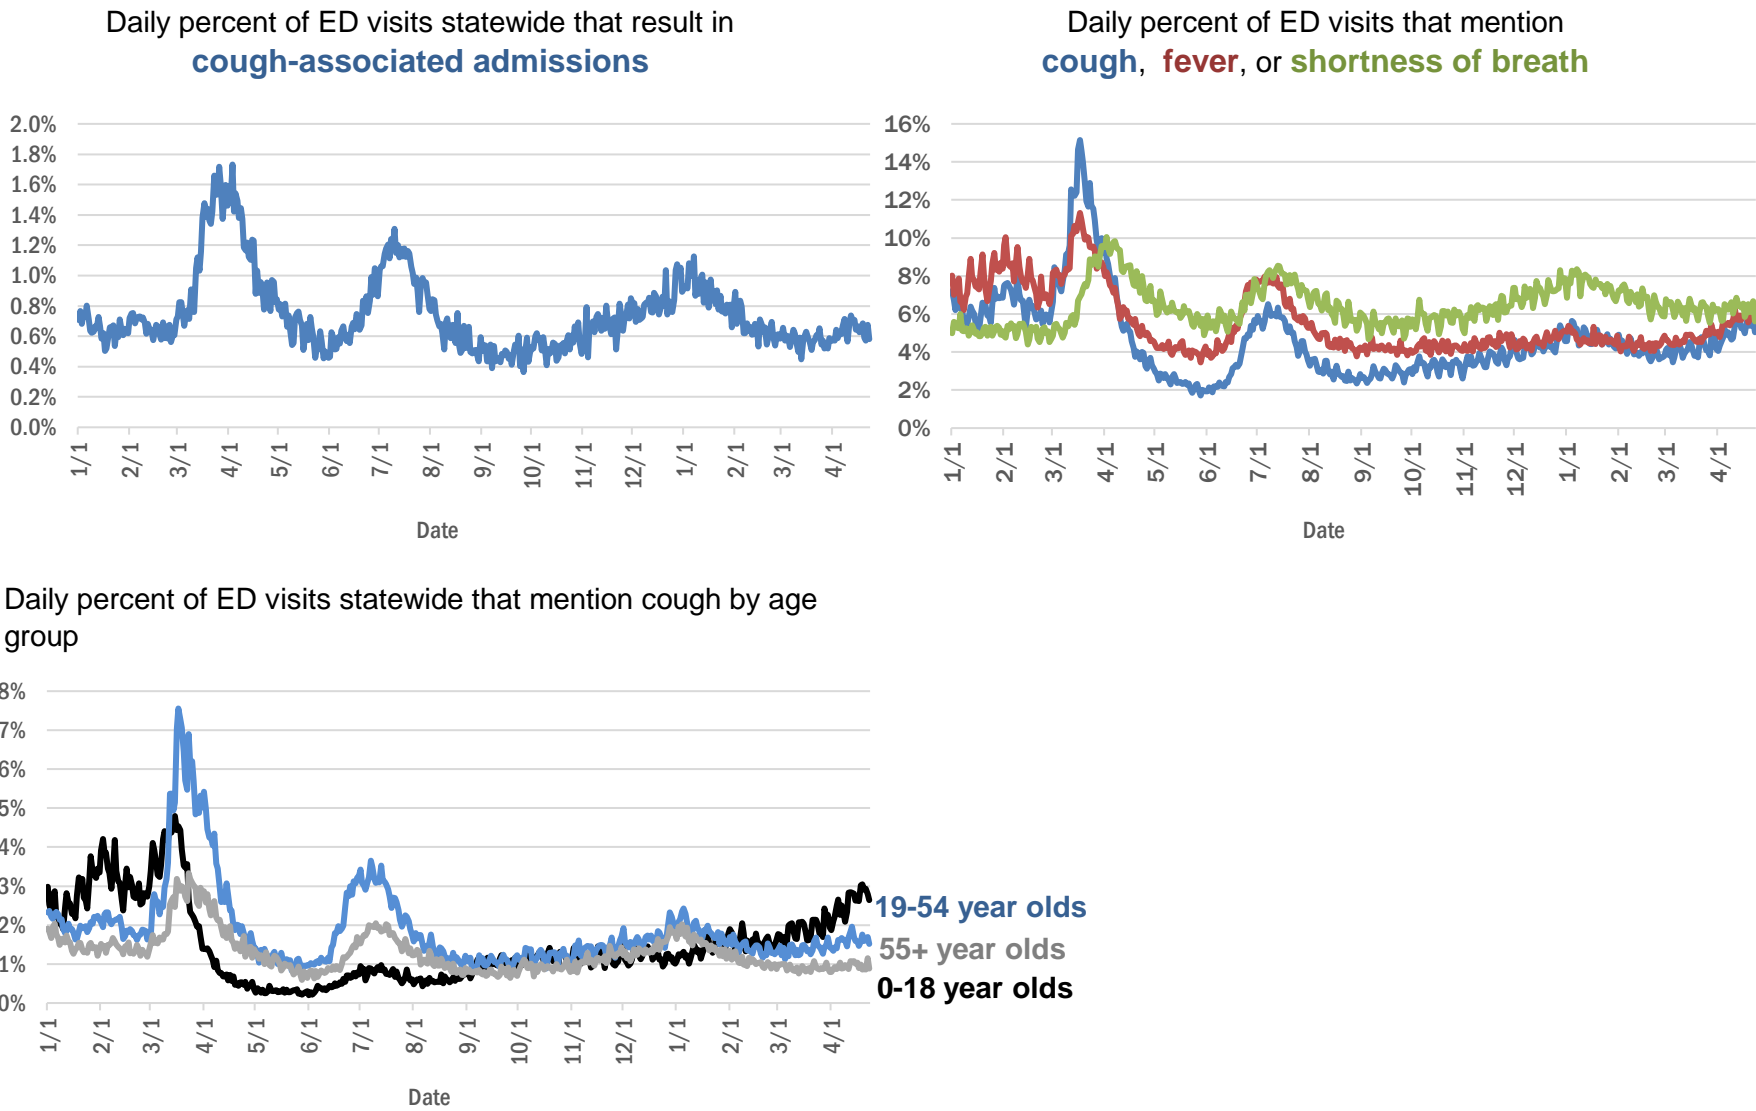 Daily percent of ED visits statewide that result in
cough-associated admissions
2.0%
1.8%
1.6%
1.4%
1.2%
1.0%
0.8%
0.6%
0.4%
0.2%
0.0%
1/1 2/1 3/1 4/1 5/1 6/1 7/1 8/1 9/1 10/1 11/1 12/1 1/1 2/1 3/1 4/1
Date
Daily percent of ED visits that mention
cough, fever, or shortness of breath
16%
14%
12%
10%
8%
6%
4%
2%
0%
1/1 2/1 3/1 4/1 5/1 6/1 7/1 8/1 9/1 10/1 11/1 12/1 1/1 2/1 3/1 4/1
Date
Daily percent of ED visits statewide that mention cough by age
group
8%
7%
6%
5%
4%
3%
2%
1%
0%
1/1 2/1 3/1 4/1 5/1 6/1 7/1 8/1 9/1 10/1 11/1 12/1 1/1 2/1 3/1 4/1
Date
19-54 year olds
55+ year olds
0-18 year olds